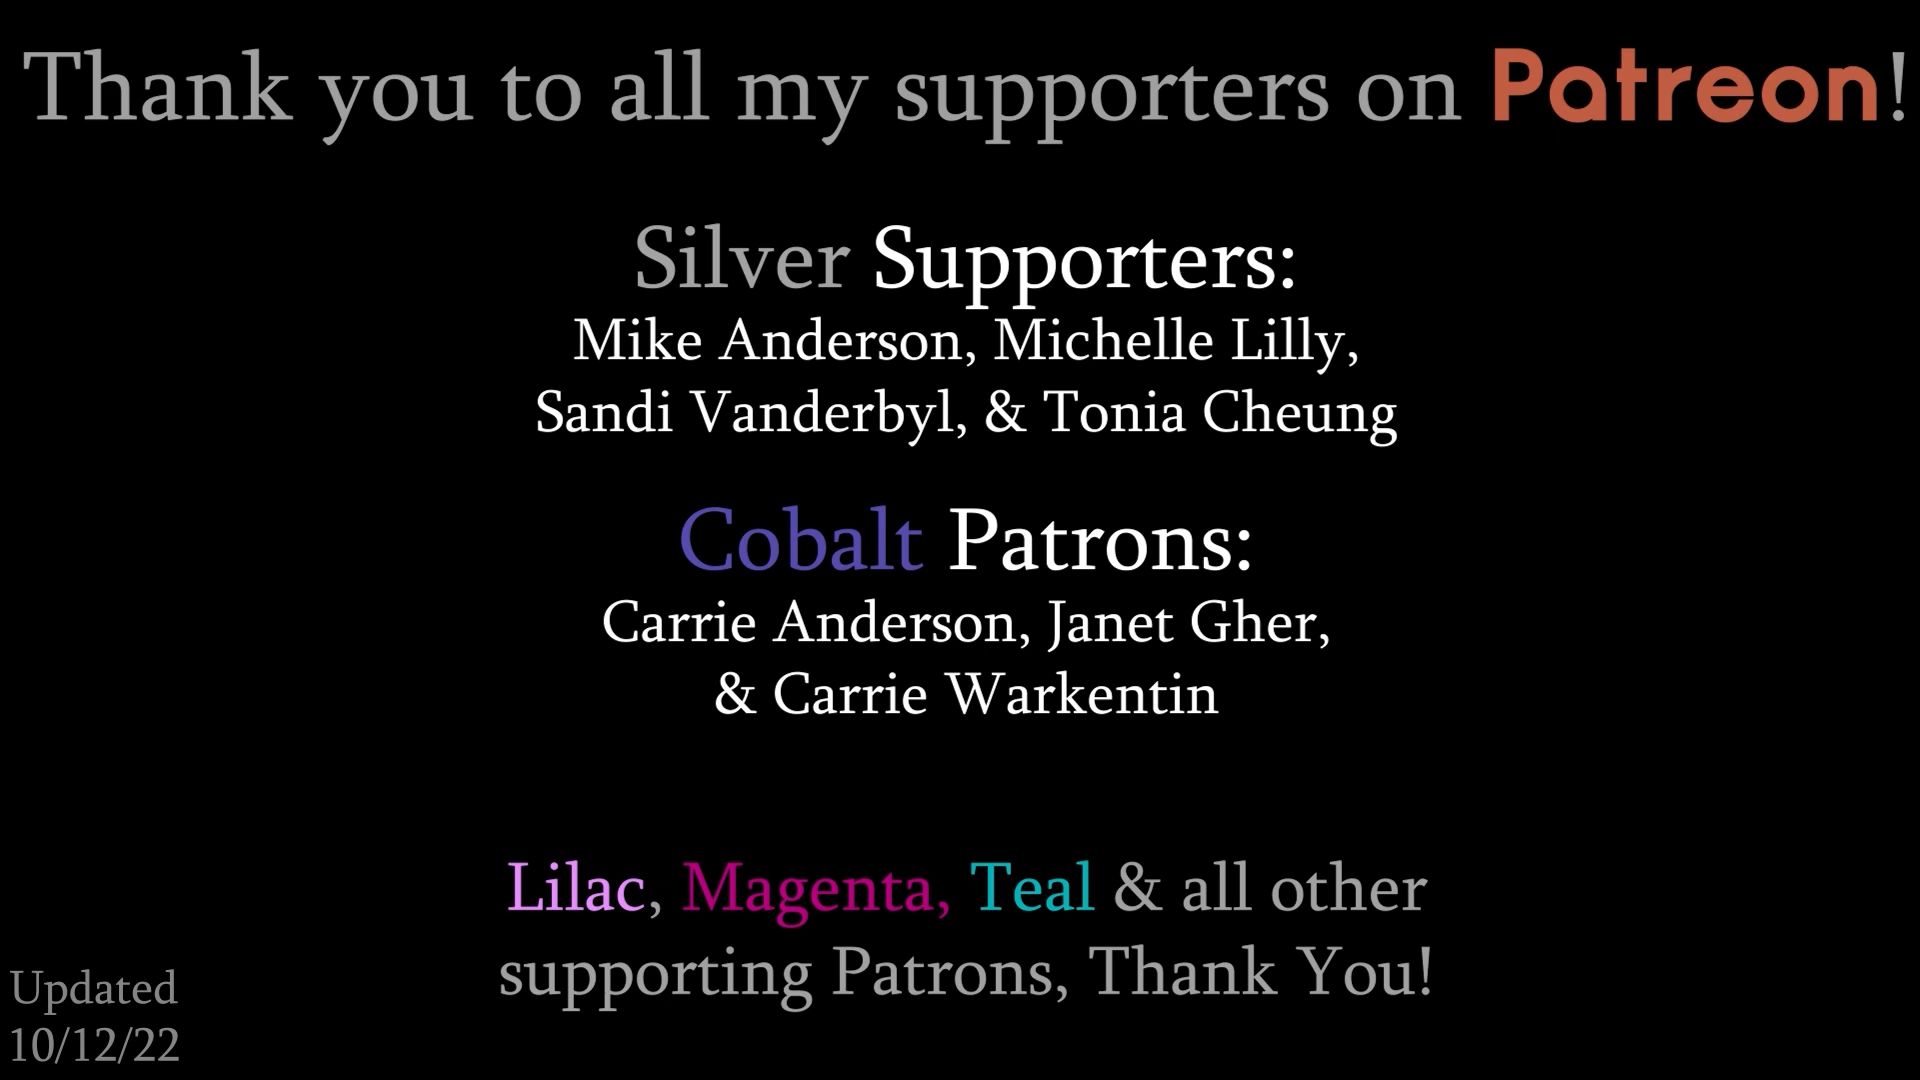 Thank you to all my supporters on Patreon!
Silver Supporters:
Mike Anderson, Michelle Lilly,
Sandi Vanderbyl, & Tonia Cheung
Cobalt Patrons:
Carrie Anderson, Janet Gher,
& Carrie Warkentin
Lilac, Magenta, Teal & all other
supporting Patrons, Thank You!
Updated
10/12/22